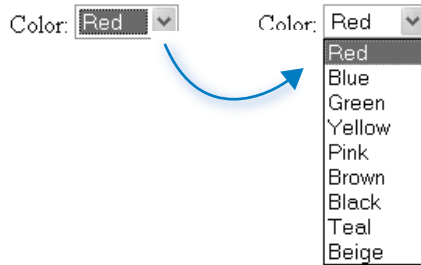 Color: Red
Color: Red
Red
Blue
Green
Yellow
Pink
Brown
Black
Teal
Beige